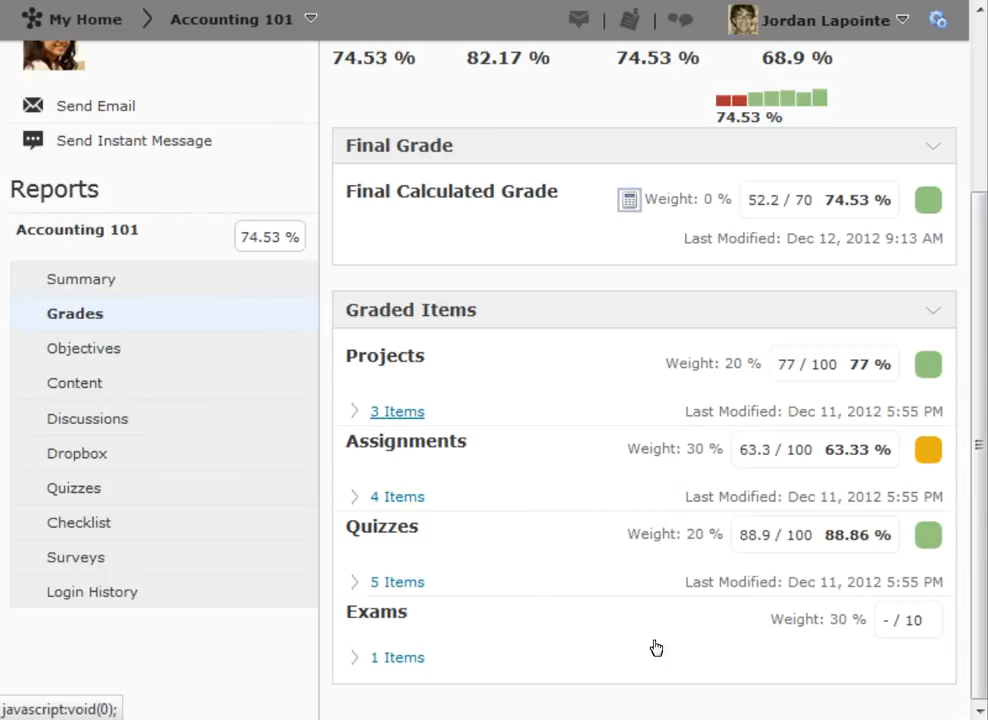 My Home Accounting 101 Jordan Lapointe
Send Email
Send Instant Message
Reports
Accounting 101 74.53 %
Summary
Grades
Objectives
Content
Discussions
Dropbox
Quizzes
Checklist
Surveys
Login History
74.53 % 82.17 % 74.53 % 68.9 %
74.53 %
Final Grade
Final Calculated Grade Weight: 0 % 52.2 / 70 74.53 %
Last Modified: Dec 12, 2012 9:13 AM
Graded Items
Projects Weight: 20 % 77 / 100 77 %
3 Items Last Modified: Dec 11, 2012 5:55 PM
Assignments Weight: 30 % 63.3 / 100 63.33 %
4 Items Last Modified: Dec 11, 2012 5:55 PM
Quizzes Weight: 20 % 88.9 / 100 88.86 %
5 Items Last Modified: Dec 11, 2012 5:55 PM
Exams Weight: 30 % - / 10
1 Items
javascript:void(0);